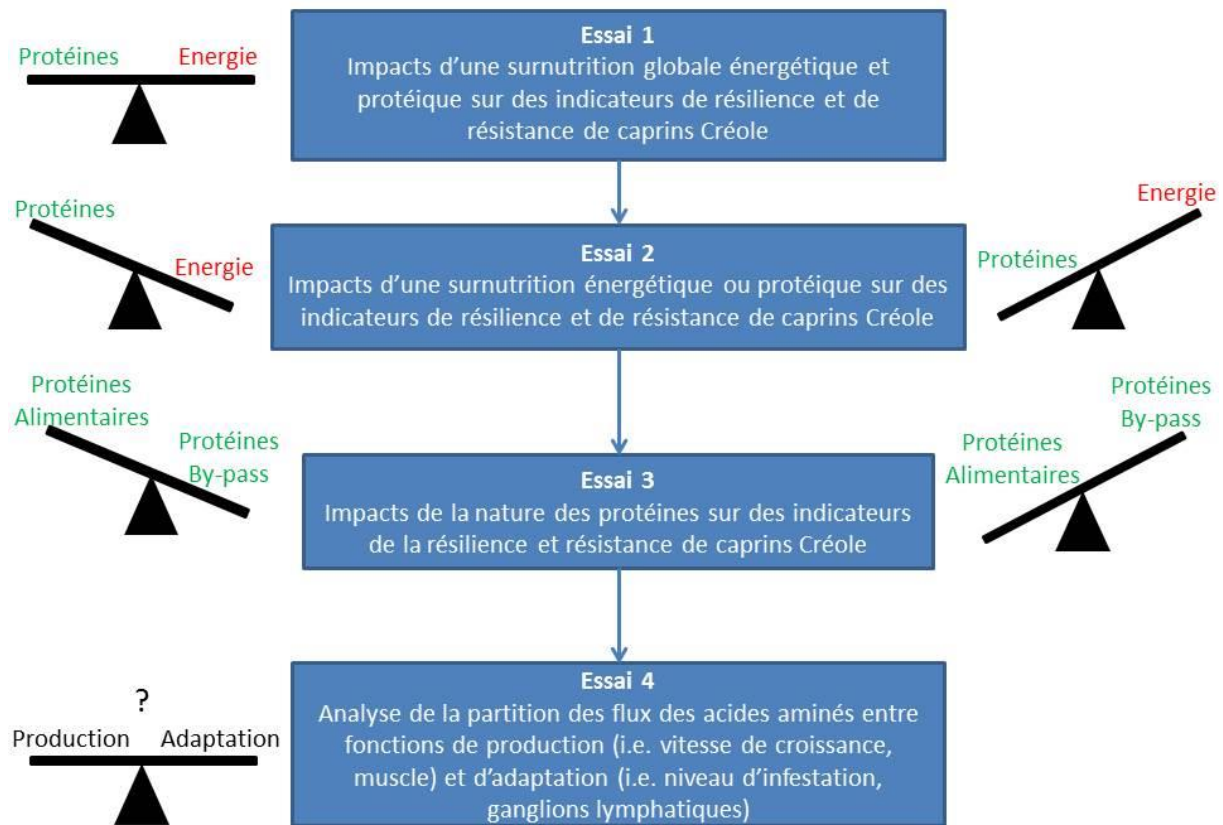 Protéines Energie
Essai 1
Impacts d’une surnutrition globale énergétique et
protéique sur des indicateurs de résilience et de
résistance de caprins Créole
Protéines
Energie
Essai 2
Impacts d’une surnutrition énergétique ou protéique sur des
indicateurs de résilience et de résistance de caprins Créole
Energie
Protéines
Protéines
Alimentaires
Protéines
By-pass
Essai 3
Impacts de la nature des protéines sur des indicateurs
de la résilience et résistance de caprins Créole
Protéines
By-pass
Protéines
Alimentaires
?
Production Adaptation
Essai 4
Analyse de la partition des flux des acides aminés entre
fonctions de production (i.e. vitesse de croissance,
muscle) et d’adaptation (i.e. niveau d’infestation,
ganglions lymphatiques)